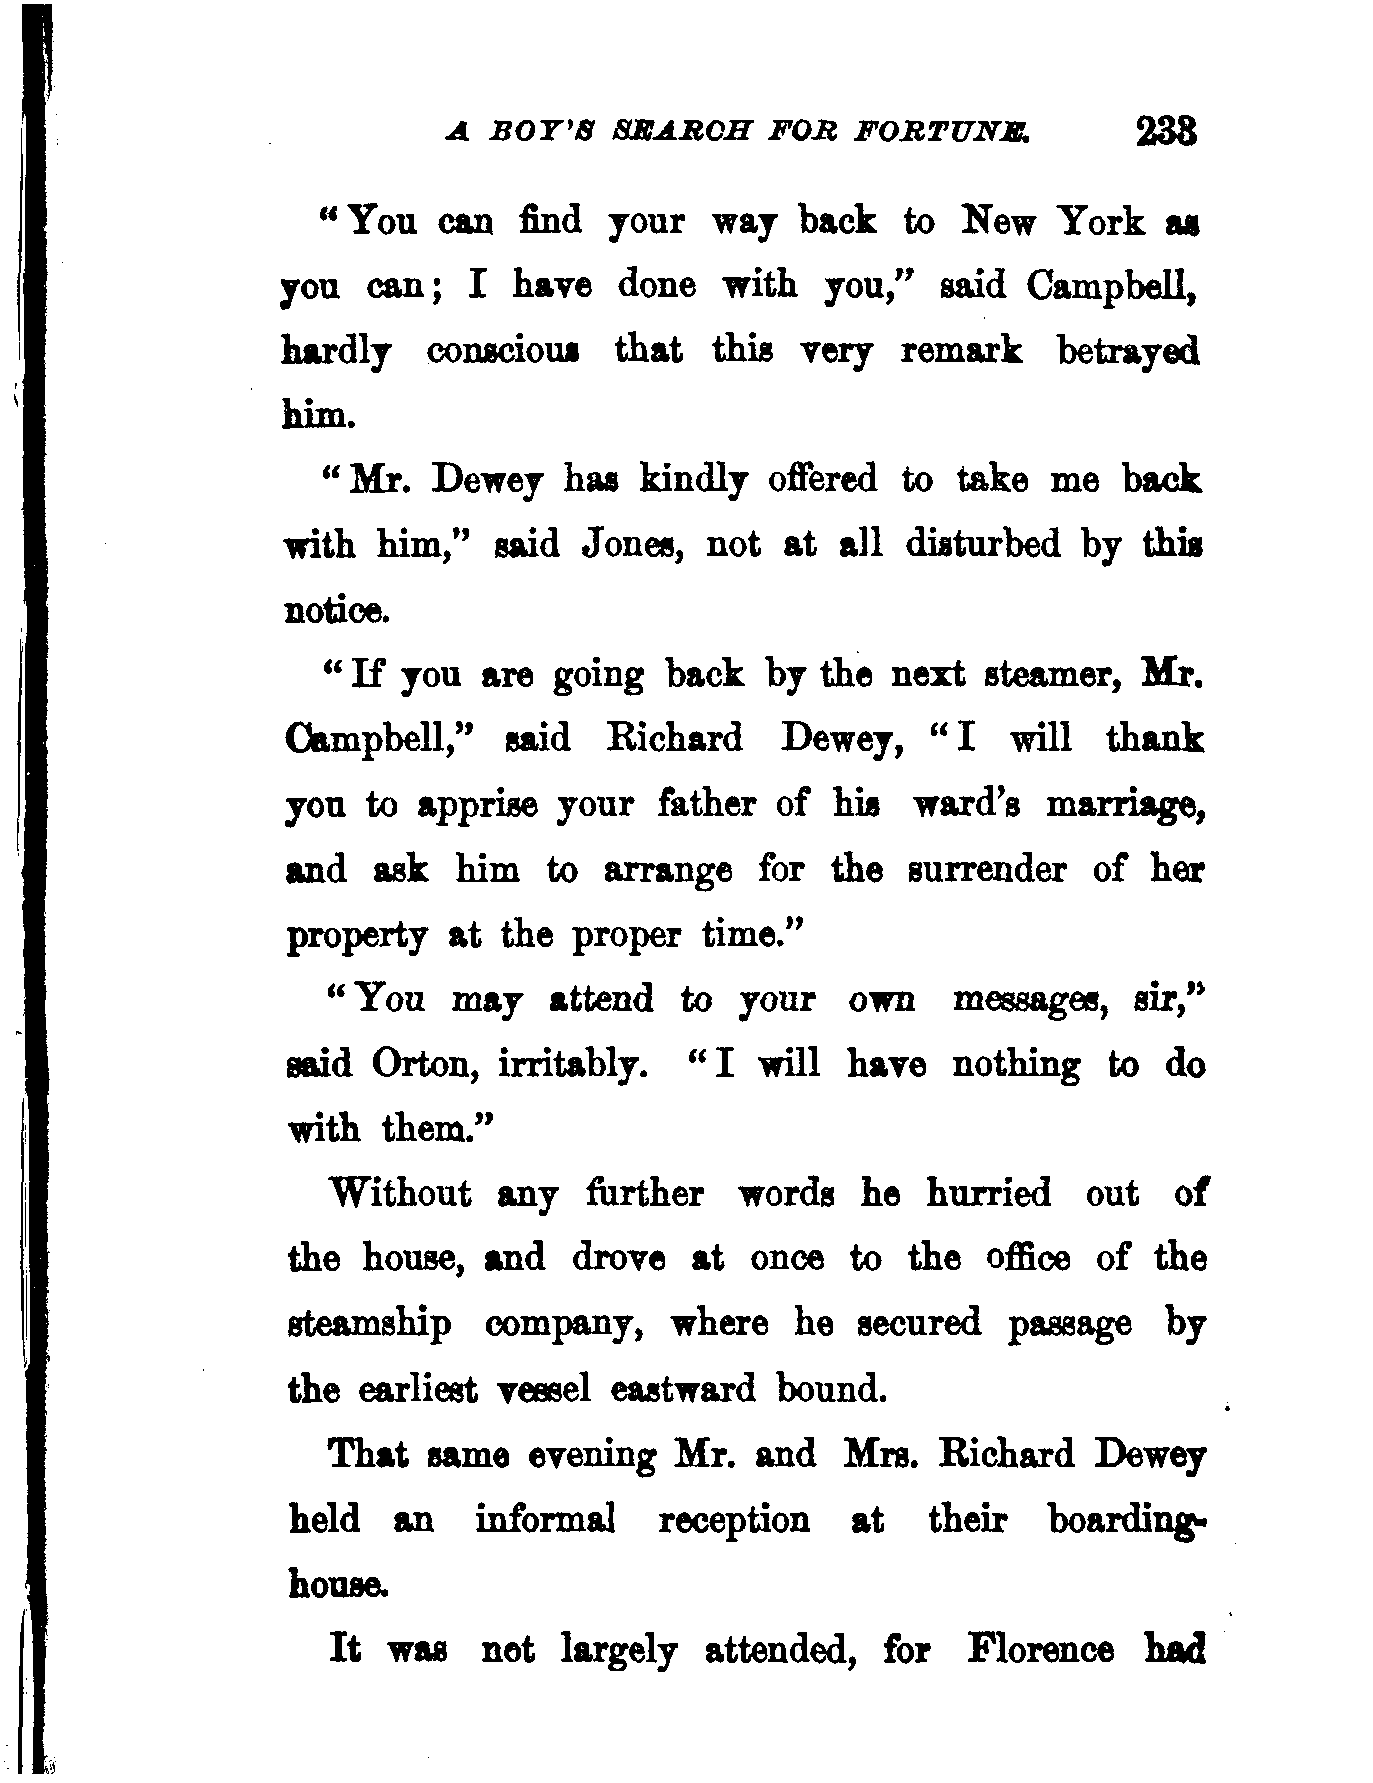 A BOY'S SEARCH FOR FORTUNE. 233
"You can find your way back to New York as
you can; I have done with you," said Campbell,
hardly conscious that this very remark betrayed
him.
"Mr. Dewey has kindly offered to take me back
with him," said Jones, not at all disturbed by this
notice.
"If you are going back by the next steamer, Mr.
Campbell," said Richard Dewey, "I will thank
you to apprise your father of his ward's marriage,
and ask him to arrange for the surrender of her
property at the proper time."
"You may attend to your own messages, sir,"
said Orton, irritably. "I will have nothing to do
with them."
Without any further words he hurried out of
the house, and drove at once to the office of the
steamship company, where he secured passage by
the earliest vessel eastward bound.
That same evening Mr. and Mrs. Richard Dewey
held an informal reception at their boarding-
house.
It was not largely attended, for Florence had